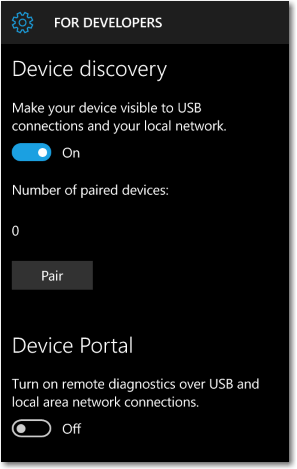 FOR DEVELOPERS
Device discovery
Make your device visible to USB
connections and your local network.
On
Number of paired devices:
0
Pair
Device Portal
Turn on remote diagnostics over USB and
local area network connections.
Off